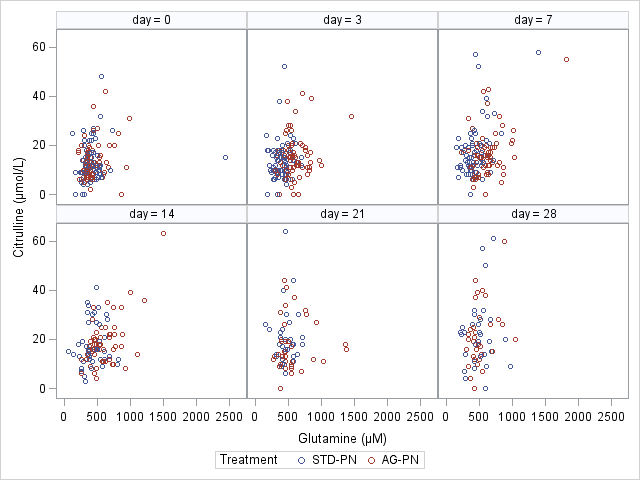 day = 0 day = 3 day = 7
60
40
20
0
day = 14 day = 21 day = 28
60
40
20
0
Citrulline (µmol/L)
0 500 1000 1500 2000 2500 0 500 1000 1500 2000 2500 0 500 1000 1500 2000 2500
Glutamine (µM)
Treatment STD-PN AG-PN